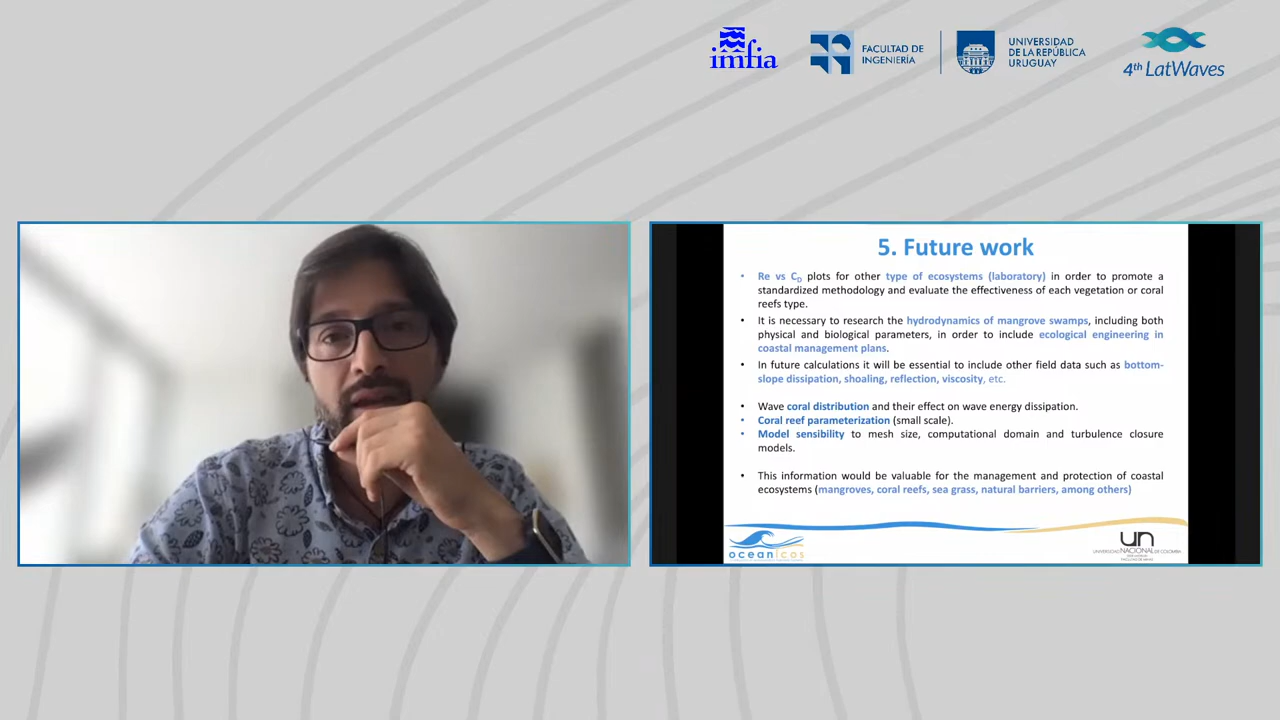 imfia
FACULTAD DE
INGENIERÍA
UNIVERSIDAD
DE LA REPÚBLICA
URUGUAY
4th LatWaves
5. Future work
• Re vs CD plots for other type of ecosystems (laboratory) in order to promote a
standardized methodology and evaluate the effectiveness of each vegetation or coral
reefs type.
• It is necessary to research the hydrodynamics of mangrove swamps, including both
physical and biological parameters, in order to include ecological engineering in
coastal management plans.
• In future calculations it will be essential to include other field data such as bottom-
slope dissipation, shoaling, reflection, viscosity, etc.
• Wave coral distribution and their effect on wave energy dissipation.
• Coral reef parameterization (small scale).
• Model sensibility to mesh size, computational domain and turbulence closure
models.
• This information would be valuable for the management and protection of coastal
ecosystems (mangroves, coral reefs, sea grass, natural barriers, among others)
ocean|cos
un
UNIVERSIDAD NACIONAL DE COLOMBIA